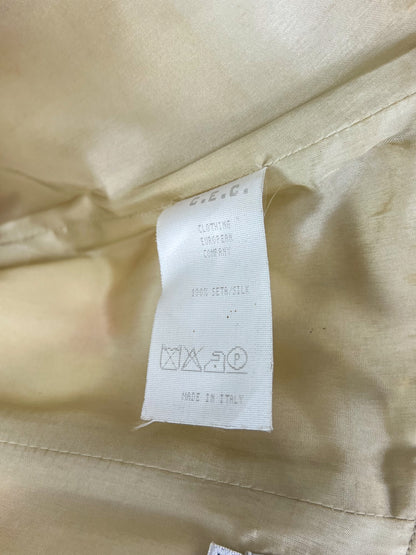 C.E.C.
CLOTHING
EUROPEAN
COMPANY
100% SETA/SILK
P
MADE IN ITALY